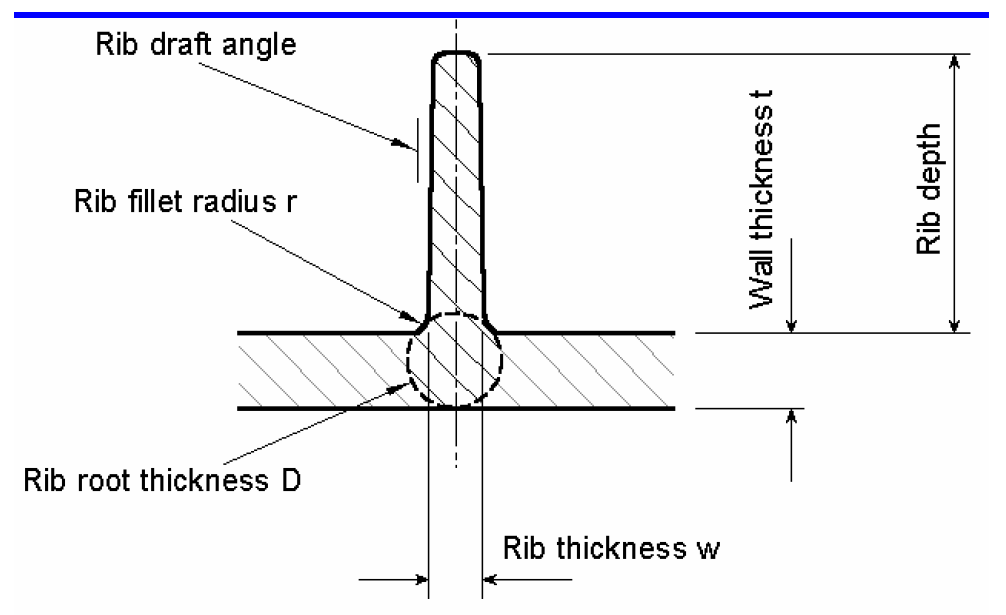 Rib draft angle
Rib fillet radius r
Wall thickness t
Rib depth
Rib root thickness D
Rib thickness w